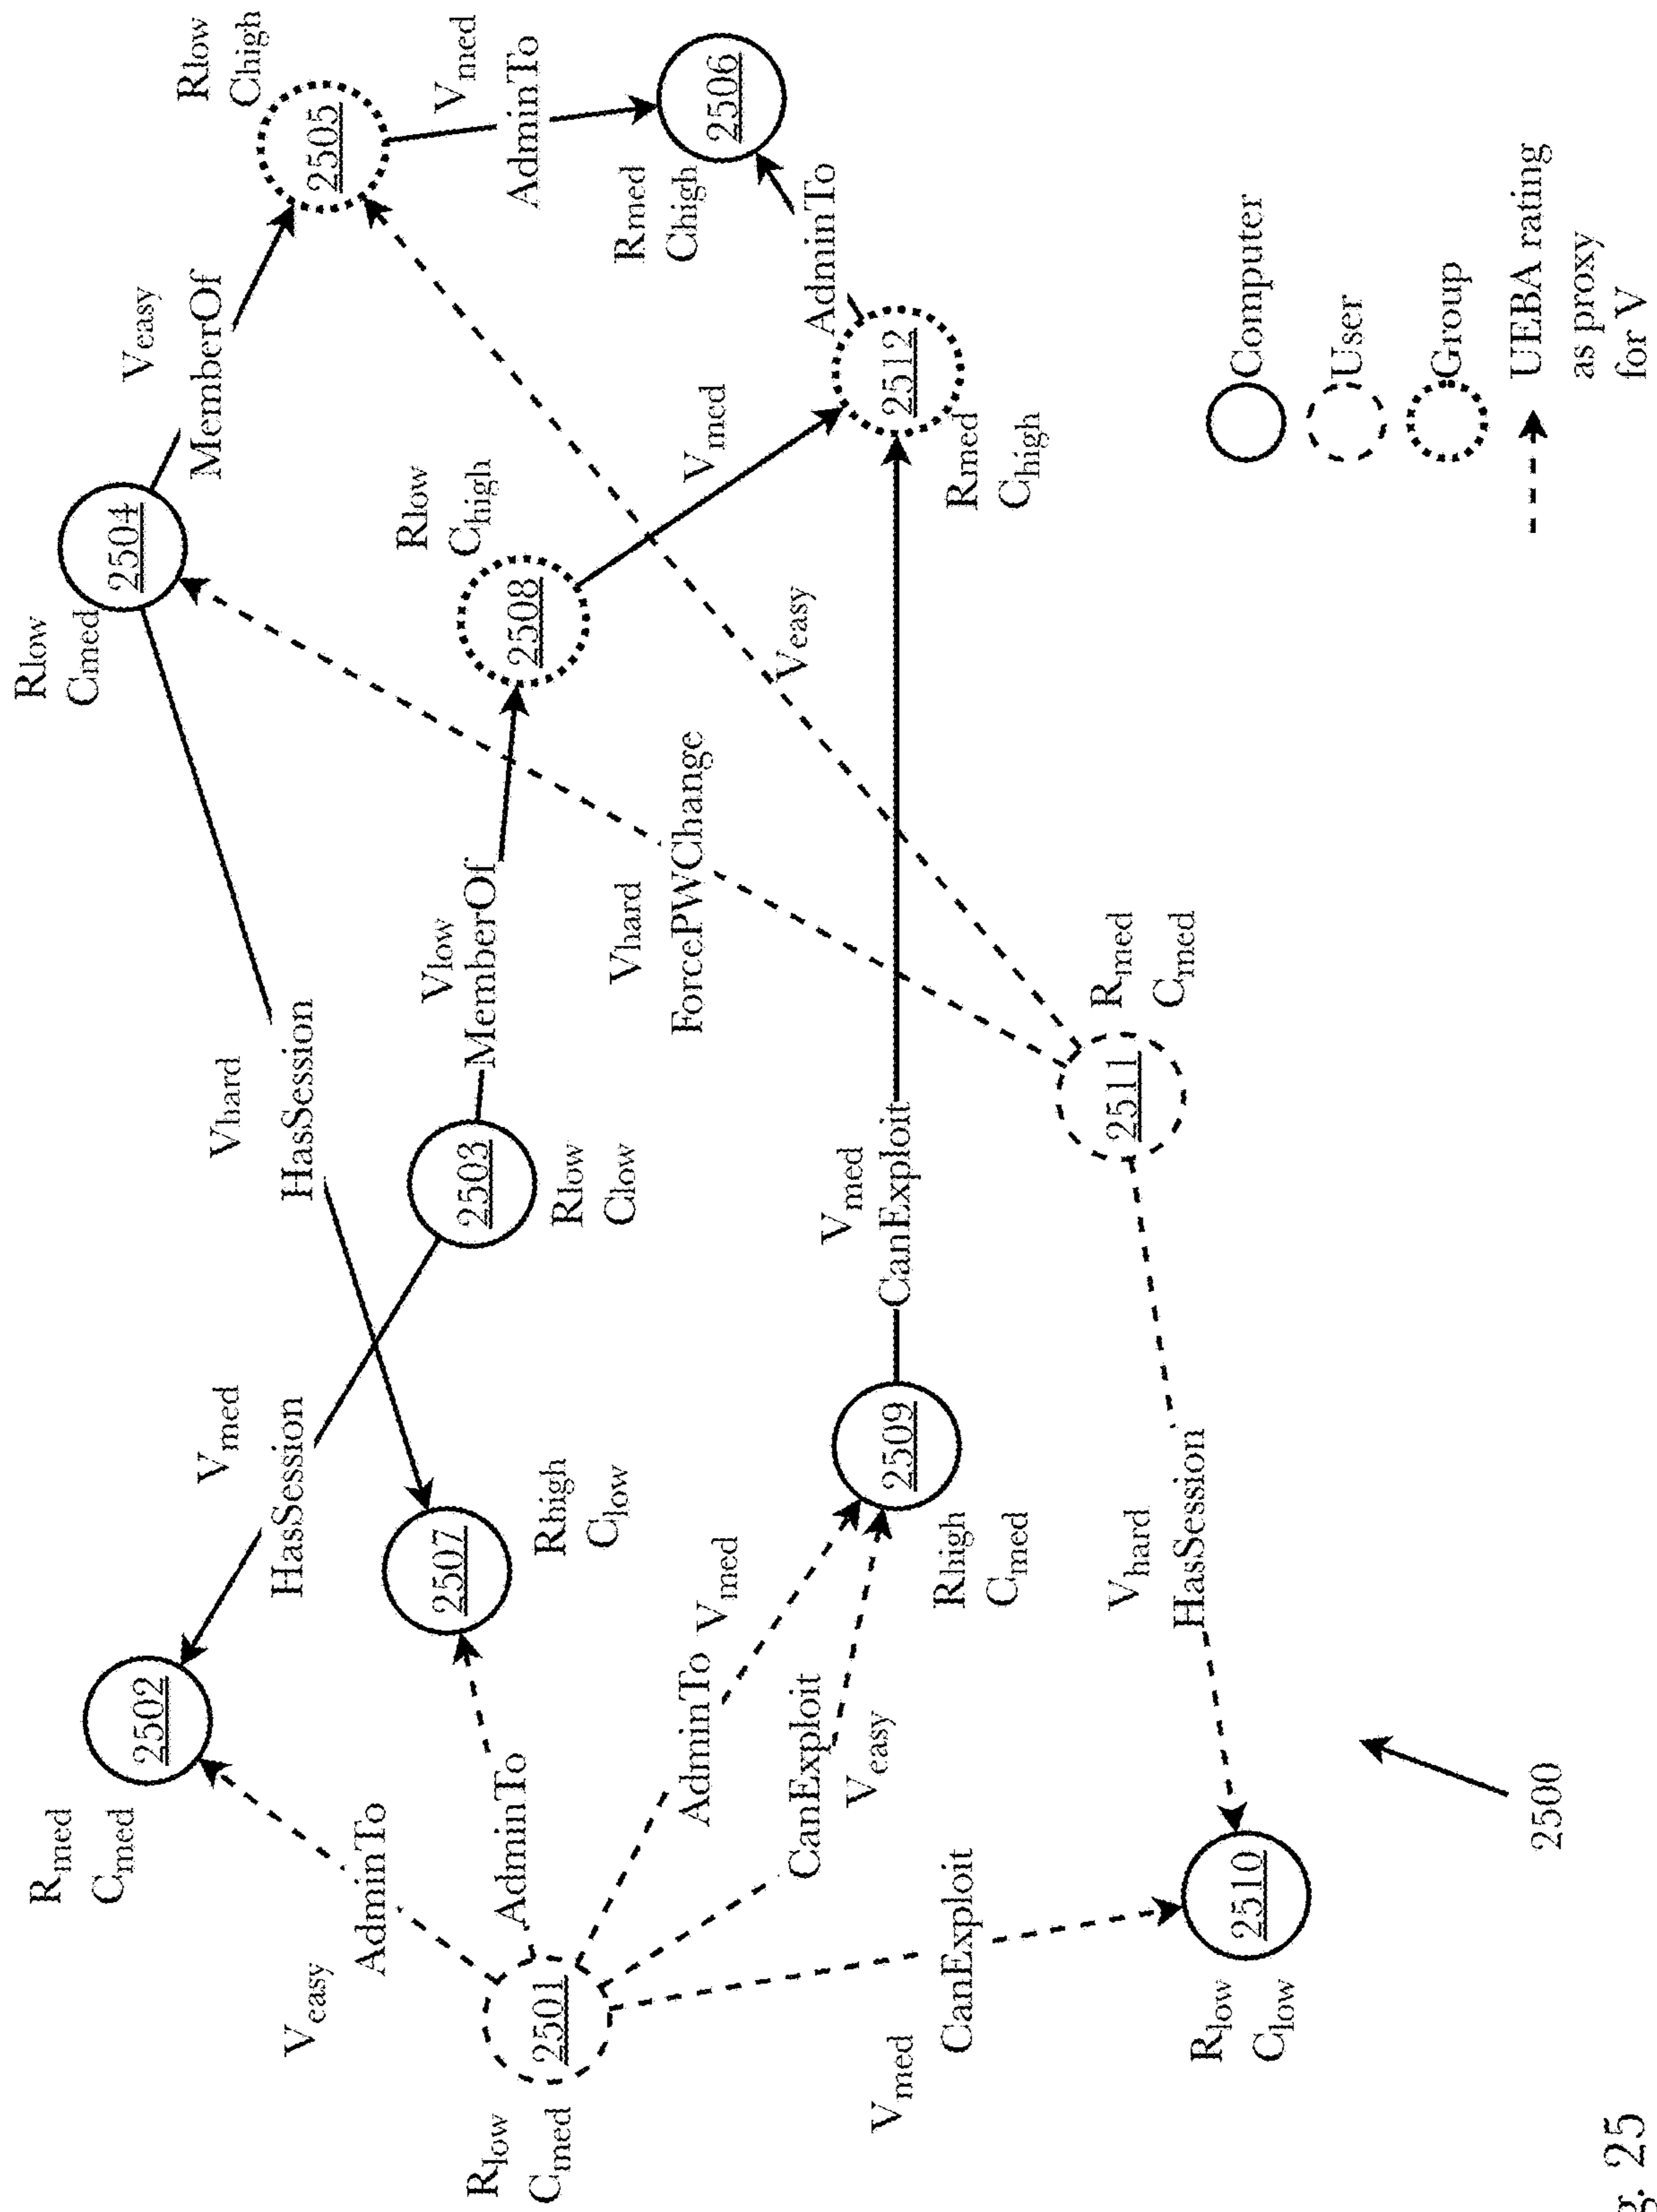 R_med
C_med
2502
V_easy
AdminTo
R_low
C_med
2501
AdminTo
2507
R_high
C_low
V_med
HasSession
V_hard
HasSession
2503
R_low
C_low
V_low
MemberOf
R_low
C_med
2504
V_easy
MemberOf
R_low
C_high
2505
V_med
AdminTo
2506
R_med
C_high
R_low
C_high
2508
V_med
AdminTo
2512
R_med
C_high
V_hard
ForcePWChange
V_easy
AdminTo V_med
CanExploit
V_easy
2509
R_high
C_med
V_med
CanExploit
V_med
CanExploit
R_low
C_low
2510
V_hard
HasSession
2511
R_med
C_med
Computer
User
Group
UEBA rating
as proxy
for V
2500
g. 25